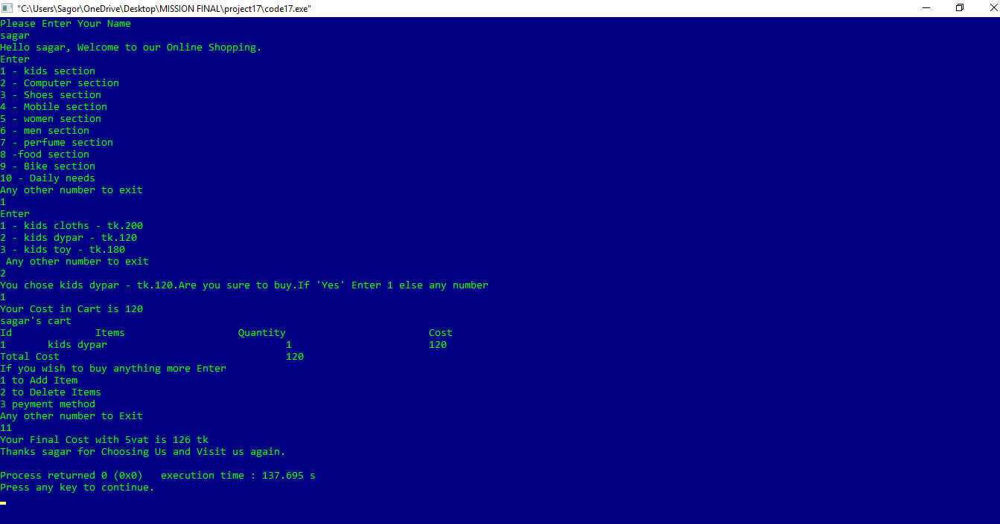 "C:\Users\Sagor\OneDrive\Desktop\MISSION FINAL\project17\code17.exe"
Please Enter Your Name
sagar
Hello sagar, Welcome to our Online Shopping.
Enter
1 - kids section
2 - Computer section
3 - Shoes section
4 - Mobile section
5 - women section
6 - men section
7 - perfume section
8 -food section
9 - Bike section
10 - Daily needs
Any other number to exit
1
Enter
1 - kids cloths - tk.200
2 - kids dypar - tk.120
3 - kids toy - tk.180
 Any other number to exit
2
You chose kids dypar - tk.120.Are you sure to buy.If 'Yes' Enter 1 else any number
1
Your Cost in Cart is 120
sagar's cart
Id              Items                   Quantity                        Cost
1       kids dypar                              1                       120
Total Cost                                      120
If you wish to buy anything more Enter
1 to Add Item
2 to Delete Items
3 peyment method
Any other number to Exit
11
Your Final Cost with 5vat is 126 tk
Thanks sagar for Choosing Us and Visit us again.

Process returned 0 (0x0)   execution time : 137.695 s
Press any key to continue.